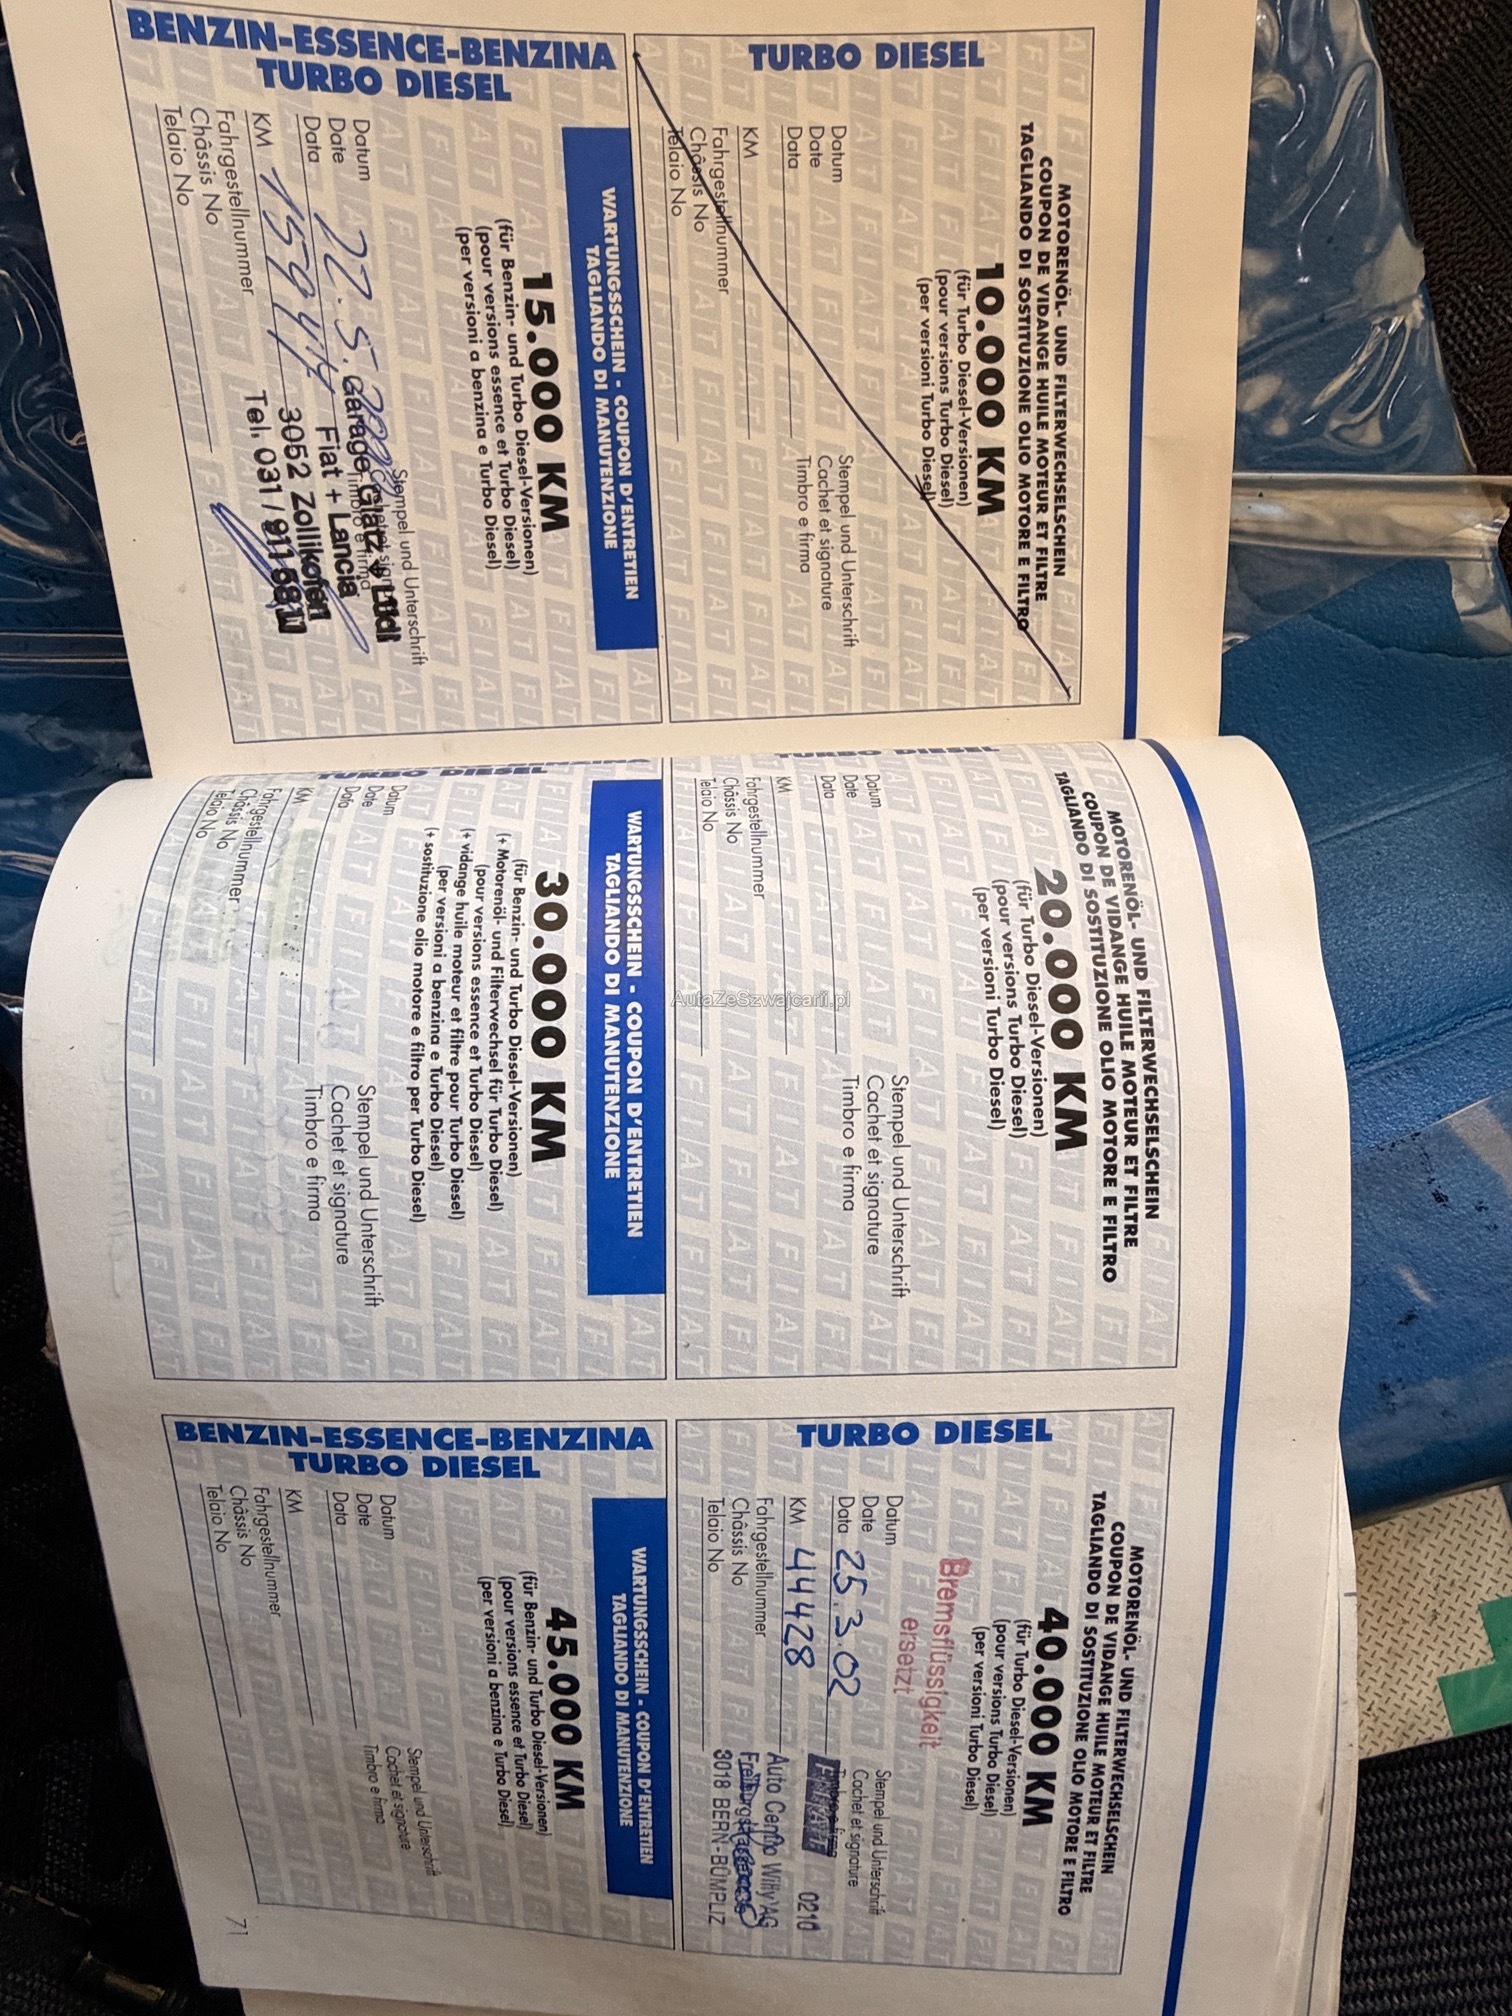 TURBO DIESEL
MOTORENÖL- UND FILTERWECHSELSCHEIN
COUPON DE VIDANGE HUILE MOTEUR ET FILTRE
TAGLIANDO DI SOSTITUZIONE OLIO MOTORE E FILTRO
10.000 KM
(für Turbo Diesel-Versionen)
(pour versions Turbo Diesel)
(per versioni Turbo Diesel)
Datum
Date
Data
Stempel und Unterschrift
Cachet et signature
Timbro e firma
KM
Fahrgestellnummer
Châssis No
Telaio No
BENZIN-ESSENCE-BENZINA
TURBO DIESEL
WARTUNGSSCHEIN - COUPON D'ENTRETIEN
TAGLIANDO DI MANUTENZIONE
15.000 KM
(für Benzin- und Turbo Diesel-Versionen)
(pour versions essence et Turbo Diesel)
(per versioni a benzina e Turbo Diesel)
Datum
Date
Data 22.5.
Stempel und Unterschrift
Garage Glatz + Lüdi
Fiat + Lancia
3052 Zollikofen
Tel. 031 / 911
KM 15944
Fahrgestellnummer
Châssis No
Telaio No
TURBO DIESEL
MOTORENÖL- UND FILTERWECHSELSCHEIN
COUPON DE VIDANGE HUILE MOTEUR ET FILTRE
TAGLIANDO DI SOSTITUZIONE OLIO MOTORE E FILTRO
20.000 KM
(für Turbo Diesel-Versionen)
(pour versions Turbo Diesel)
(per versioni Turbo Diesel)
Datum
Date
Data
Stempel und Unterschrift
Cachet et signature
Timbro e firma
KM
Fahrgestellnummer
Châssis No
Telaio No
TURBO DIESEL
WARTUNGSSCHEIN - COUPON D'ENTRETIEN
TAGLIANDO DI MANUTENZIONE
30.000 KM
(für Benzin- und Turbo Diesel-Versionen)
(+ Motorenöl- und Filterwechsel für Turbo Diesel)
(pour versions essence et Turbo Diesel)
(+ vidange huile moteur et filtre pour Turbo Diesel)
(per versioni a benzina e Turbo Diesel)
(+ sostituzione olio motore e filtro per Turbo Diesel)
Datum
Date
Data
Stempel und Unterschrift
Cachet et signature
Timbro e firma
KM
Fahrgestellnummer
Châssis No
Telaio No
TURBO DIESEL
MOTORENÖL- UND FILTERWECHSELSCHEIN
COUPON DE VIDANGE HUILE MOTEUR ET FILTRE
TAGLIANDO DI SOSTITUZIONE OLIO MOTORE E FILTRO
40.000 KM
(für Turbo Diesel-Versionen)
(pour versions Turbo Diesel)
(per versioni Turbo Diesel)
Bremsflüssigkeit
ersetzt
Datum
Date
Data 25.3.02
Stempel und Unterschrift
Cachet et signature
0210
KM 44428
Auto Centro Willy AG
3018 BERN-BÜMPLIZ
Fahrgestellnummer
Châssis No
Telaio No
BENZIN-ESSENCE-BENZINA
TURBO DIESEL
WARTUNGSSCHEIN - COUPON D'ENTRETIEN
TAGLIANDO DI MANUTENZIONE
45.000 KM
(für Benzin- und Turbo Diesel-Versionen)
(pour versions essence et Turbo Diesel)
(per versioni a benzina e Turbo Diesel)
Datum
Date
Data
Stempel und Unterschrift
Cachet et signature
Timbro e firma
KM
Fahrgestellnummer
Châssis No
Telaio No
71
AutaZeSzwajcarii.pl